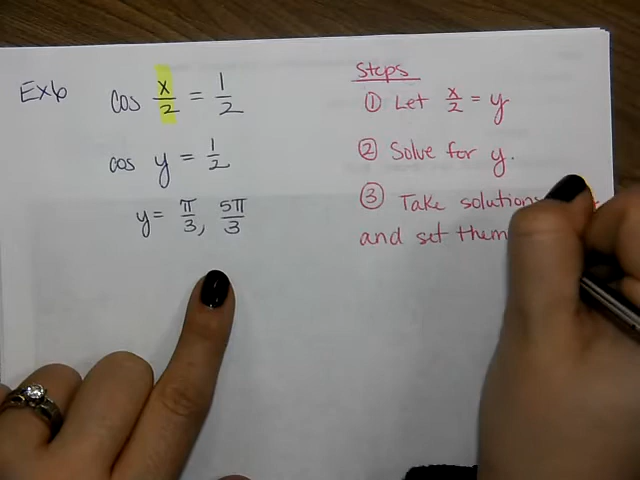 Ex6
cos x/2 = 1/2
cos y = 1/2
y = π/3, 5π/3
Steps
① Let x/2 = y
② Solve for y.
③ Take solutions
and set them